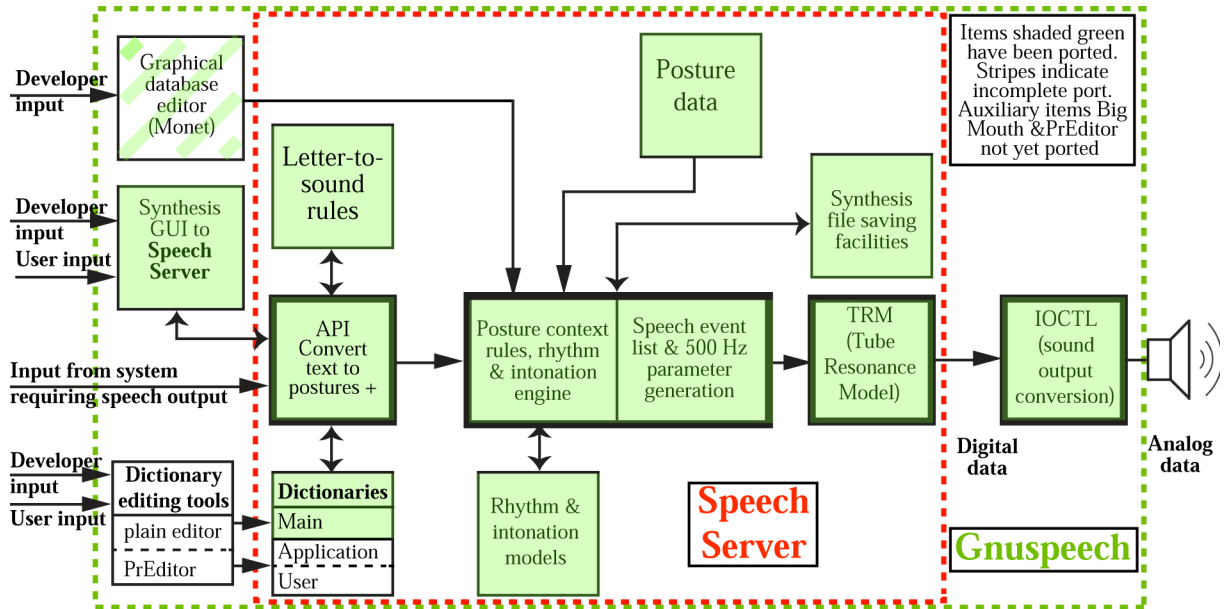 Developer
input
Graphical
database
editor
(Monet)
Posture
data
Items shaded green
have been ported.
Stripes indicate
incomplete port.
Auxiliary items Big
Mouth &PrEditor
not yet ported
Letter-to-
sound
rules
Developer
input
User input
Synthesis
GUI to
Speech
Server
Synthesis
file saving
facilities
API
Convert
text to
postures +
Posture context
rules, rhythm
& intonation
engine
Speech event
list & 500 Hz
parameter
generation
TRM
(Tube
Resonance
Model)
IOCTL
(sound
output
conversion)
Input from system
requiring speech output
Digital
data
Analog
data
Developer
input
User input
Dictionary
editing tools
plain editor
PrEditor
Dictionaries
Main
Application
User
Rhythm &
intonation
models
Speech
Server
Gnuspeech